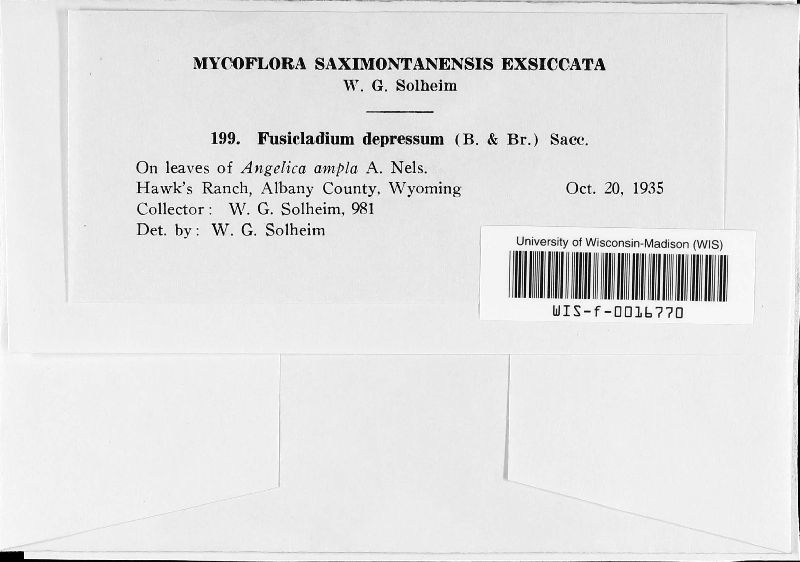 MYCOFLORA SAXIMONTANENSIS EXSICCATA
W. G. Solheim
199. Fusicladium depressum (B. & Br.) Sacc.
On leaves of Angelica ampla A. Nels.
Hawk's Ranch, Albany County, Wyoming Oct. 20, 1935
Collector: W. G. Solheim, 981
Det. by: W. G. Solheim
University of Wisconsin-Madison (WIS)
WIS-f-0016770